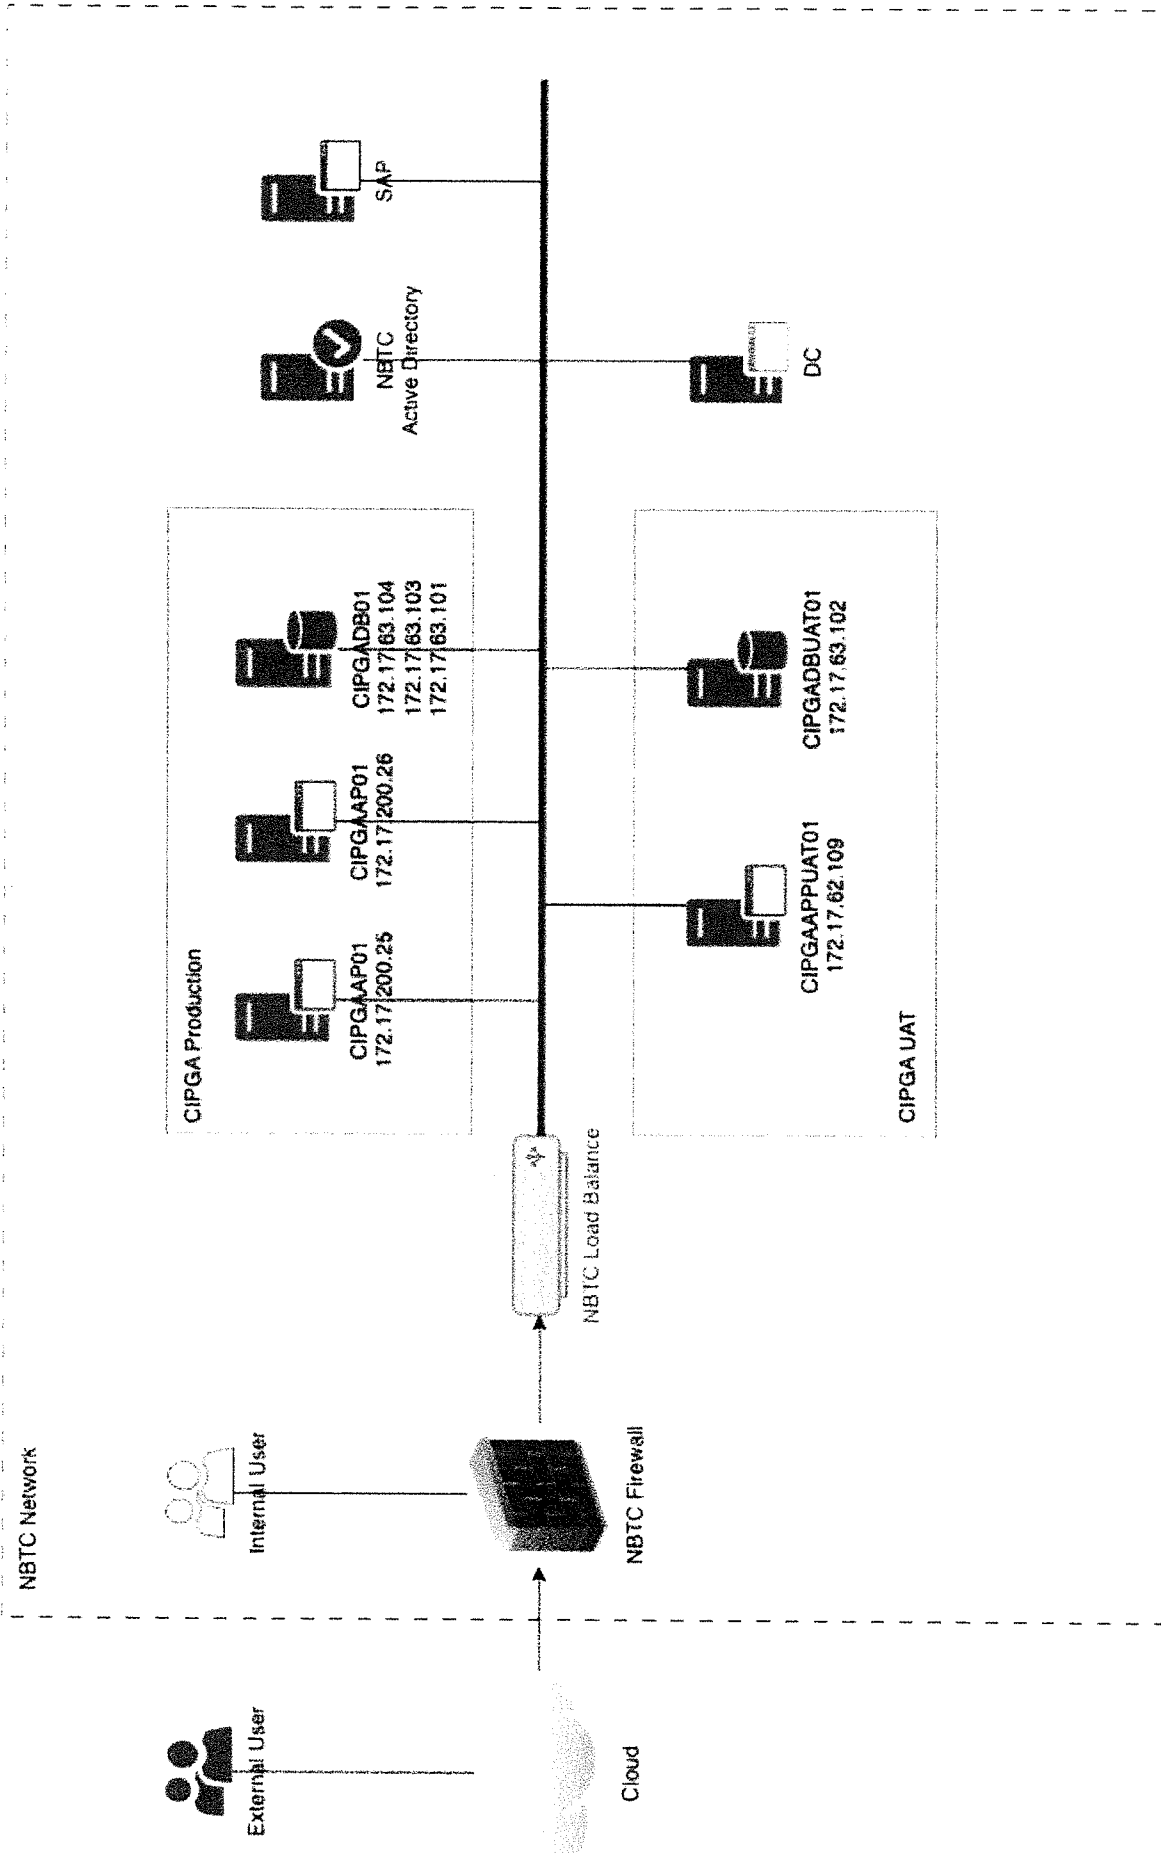 NBTC Network
External User
Internal User
Cloud
NBTC Firewall
NBTC Load Balance
CIPGA Production
CIPGAAP01
172.17.200.25
CIPGAAP01
172.17.200.26
CIPGADB01
172.17.63.104
172.17.63.103
172.17.63.101
NBTC
Active Directory
SAP
CIPGAAPPUAT01
172.17.62.109
CIPGADBUAT01
172.17.63.102
CIPGA UAT
DC